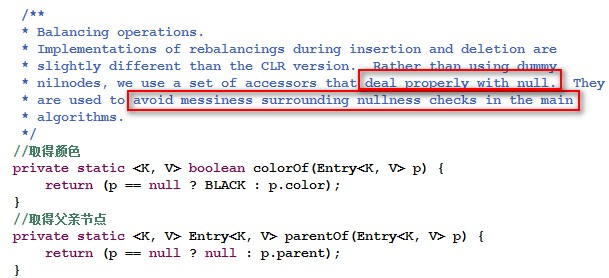 /**
* Balancing operations.
* Implementations of rebalancings during insertion and deletion are
* slightly different than the CLR version.  Rather than using dummy
* nilnodes, we use a set of accessors that deal properly with null.  They
* are used to avoid messiness surrounding nullness checks in the main
* algorithms.
*/
//取得颜色
private static <K, V> boolean colorOf(Entry<K, V> p) {
    return (p == null ? BLACK : p.color);
}
//取得父亲节点
private static <K, V> Entry<K, V> parentOf(Entry<K, V> p) {
    return (p == null ? null : p.parent);
}